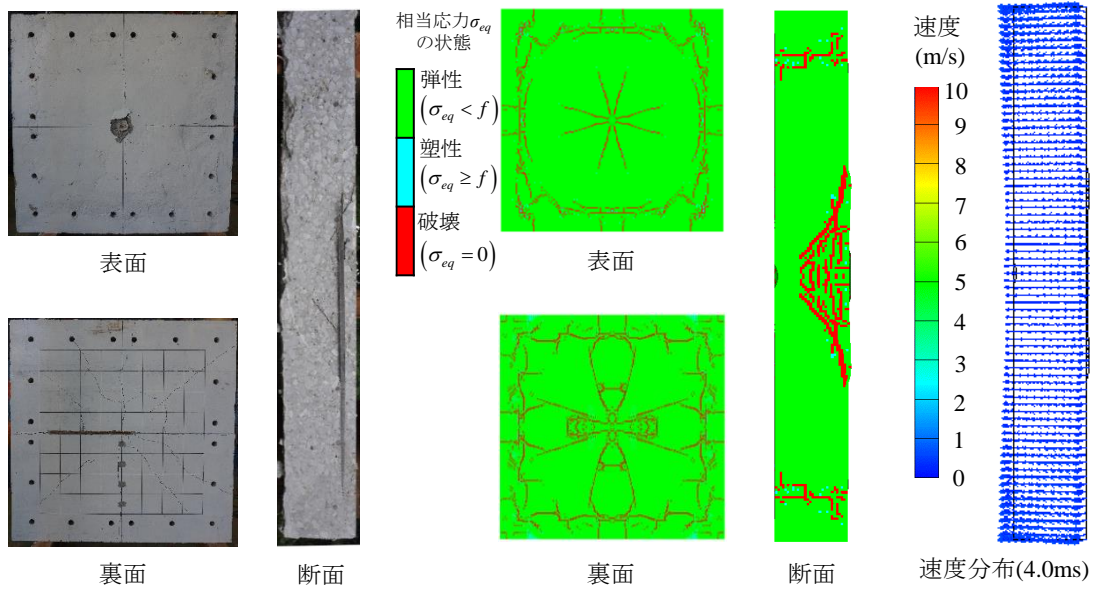 表面
裏面
断面
相当応力σeq
の状態
弾性
(σeq < f)
塑性
(σeq ≥ f)
破壊
(σeq = 0)
表面
裏面
断面
速度
(m/s)
10
9
8
7
6
5
4
3
2
1
0
速度分布(4.0ms)